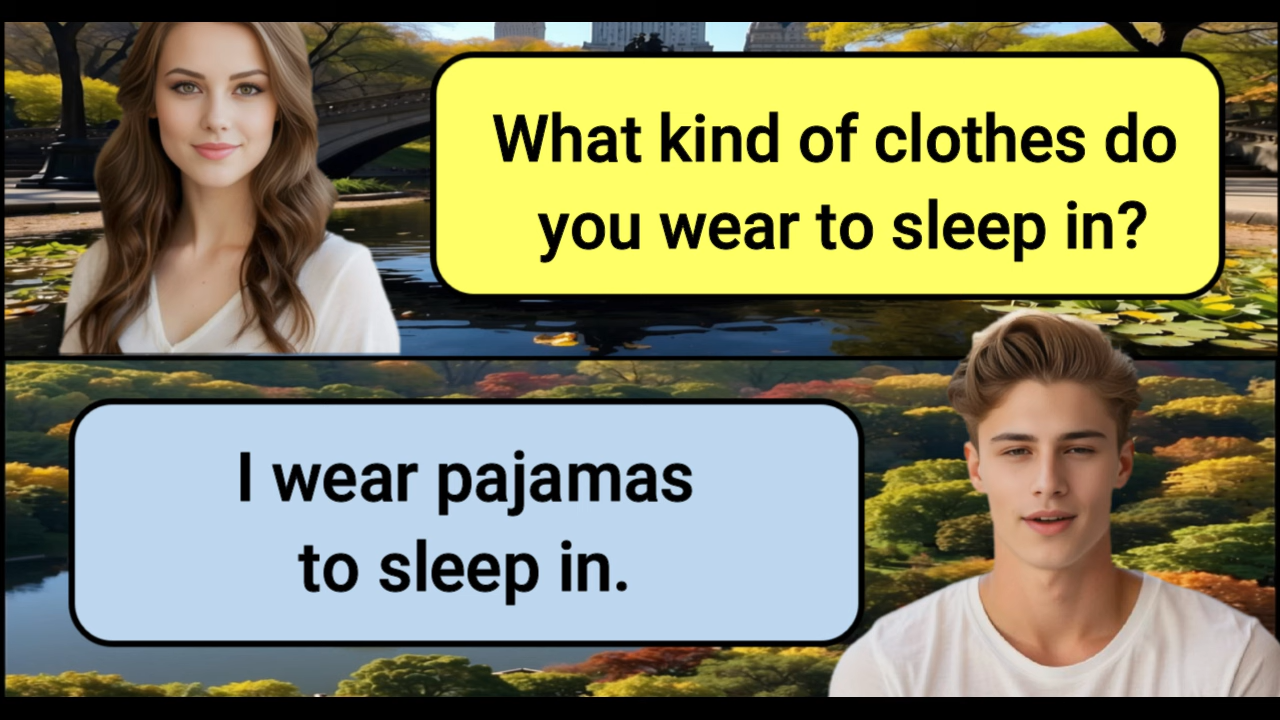 What kind of clothes do
you wear to sleep in?
I wear pajamas
to sleep in.